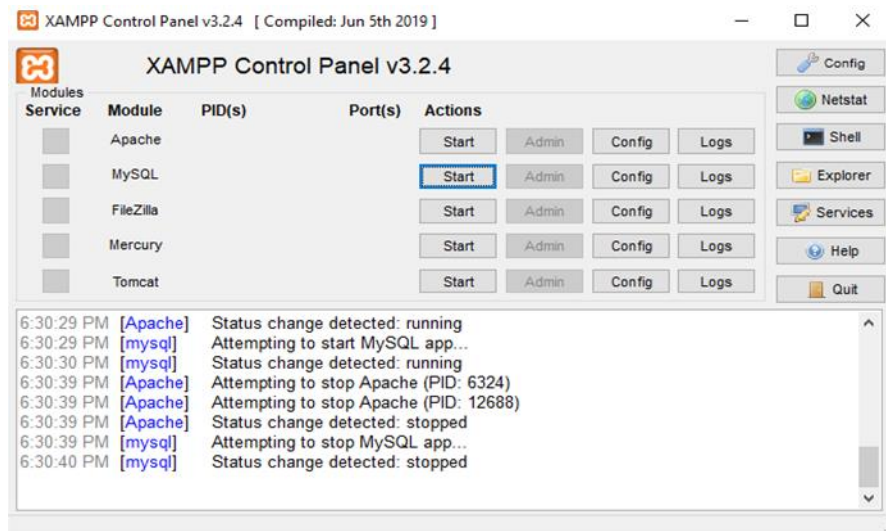 XAMPP Control Panel v3.2.4 [ Compiled: Jun 5th 2019 ]
XAMPP Control Panel v3.2.4
Config
Modules
Netstat
Service Module PID(s) Port(s) Actions
Apache Start Admin Config Logs
Shell
MySQL Start Admin Config Logs
Explorer
FileZilla Start Admin Config Logs
Services
Mercury Start Admin Config Logs
Help
Tomcat Start Admin Config Logs
Quit
6:30:29 PM [Apache] Status change detected: running
6:30:29 PM [mysql] Attempting to start MySQL app...
6:30:30 PM [mysql] Status change detected: running
6:30:39 PM [Apache] Attempting to stop Apache (PID: 6324)
6:30:39 PM [Apache] Attempting to stop Apache (PID: 12688)
6:30:39 PM [Apache] Status change detected: stopped
6:30:39 PM [mysql] Attempting to stop MySQL app...
6:30:40 PM [mysql] Status change detected: stopped